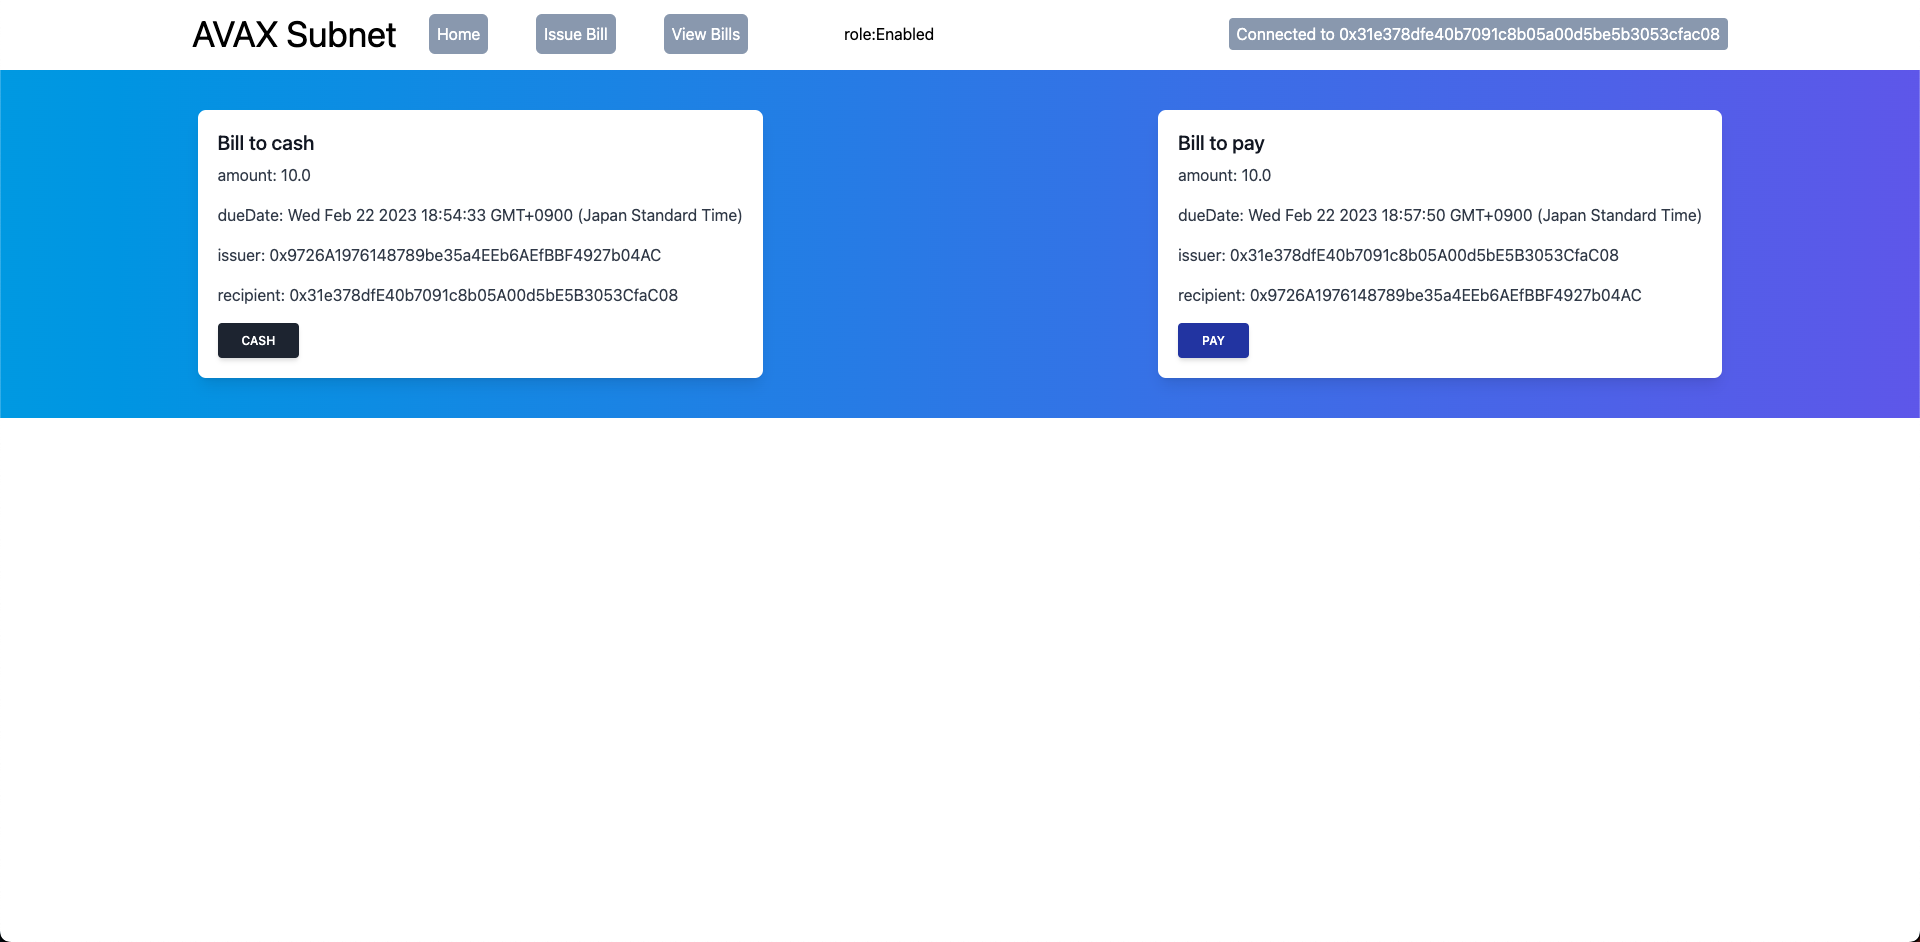 AVAX Subnet
Home
Issue Bill
View Bills
role:Enabled
Connected to 0x31e378dfe40b7091c8b05a00d5be5b3053cfac08
Bill to cash
amount: 10.0
dueDate: Wed Feb 22 2023 18:54:33 GMT+0900 (Japan Standard Time)
issuer: 0x9726A1976148789be35a4EEb6AEfBBF4927b04AC
recipient: 0x31e378dfE40b7091c8b05A00d5bE5B3053CfaC08
CASH
Bill to pay
amount: 10.0
dueDate: Wed Feb 22 2023 18:57:50 GMT+0900 (Japan Standard Time)
issuer: 0x31e378dfE40b7091c8b05A00d5bE5B3053CfaC08
recipient: 0x9726A1976148789be35a4EEb6AEfBBF4927b04AC
PAY